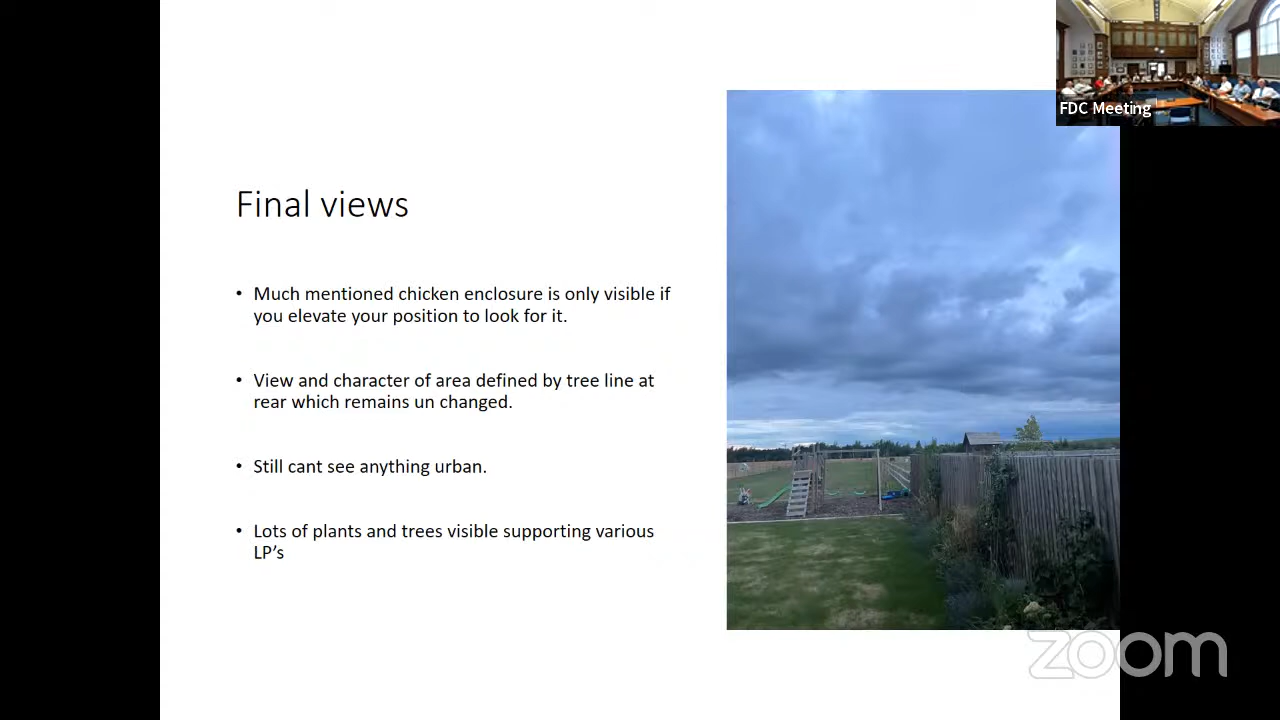 FDC Meeting
Final views
• Much mentioned chicken enclosure is only visible if
you elevate your position to look for it.
• View and character of area defined by tree line at
rear which remains un changed.
• Still cant see anything urban.
• Lots of plants and trees visible supporting various
LP’s
zoom